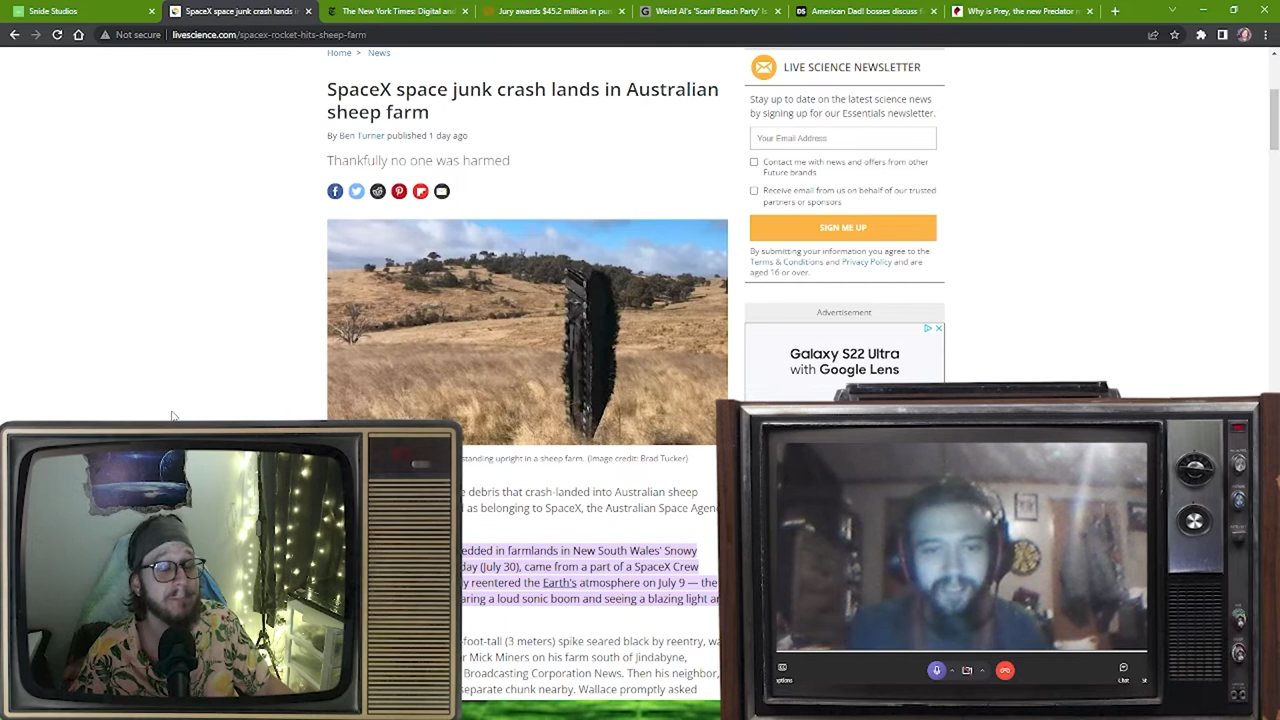 Snide Studios
SpaceX space junk crash lands in
The New York Times: Digital and
Jury awards $45.2 million in pun
Weird Al's 'Scarif Beach Party' Is
American Dad! bosses discuss f
Why is Prey, the new Predator m
Not secure
livescience.com/spacex-rocket-hits-sheep-farm
Home > News
SpaceX space junk crash lands in Australian
sheep farm
By Ben Turner published 1 day ago
Thankfully no one was harmed
standing upright in a sheep farm. (Image credit: Brad Tucker)
e debris that crash-landed into Australian sheep
d as belonging to SpaceX, the Australian Space Agen
edded in farmlands in New South Wales' Snowy
day (July 30), came from a part of a SpaceX Crew
ly reentered the Earth's atmosphere on July 9 — the
aring a loud sonic boom and seeing a blazing light a
foot-tall (3 meters) spike seared black by reentry, wa
Mick Miners on his farm south of Jindabyne,
oadcasting Corporation News. Then his neighbor,
separate chunk nearby. Wallace promptly asked
LIVE SCIENCE NEWSLETTER
Stay up to date on the latest science news
by signing up for our Essentials newsletter.
Your Email Address
Contact me with news and offers from other
Future brands
Receive email from us on behalf of our trusted
partners or sponsors
SIGN ME UP
By submitting your information you agree to the
Terms & Conditions and Privacy Policy and are
aged 16 or over.
Advertisement
Galaxy S22 Ultra
with Google Lens
ptions
Chat